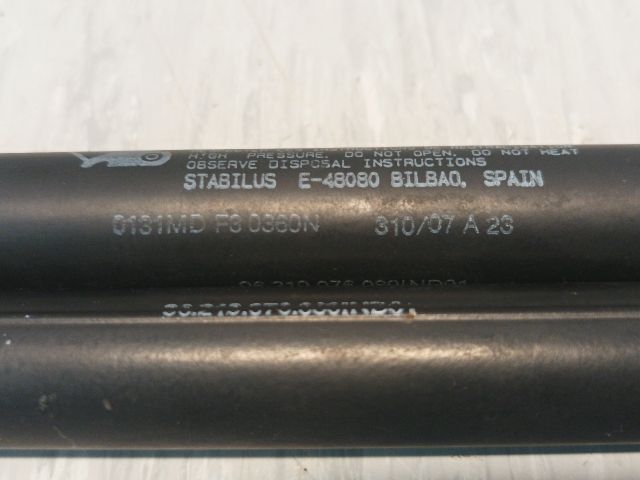 HIGH PRESSURE. DO NOT OPEN. DO NOT HEAT
OBSERVE DISPOSAL INSTRUCTIONS
STABILUS E-48080 BILBAO, SPAIN
0131MD F3 0360N 310/07 A 23